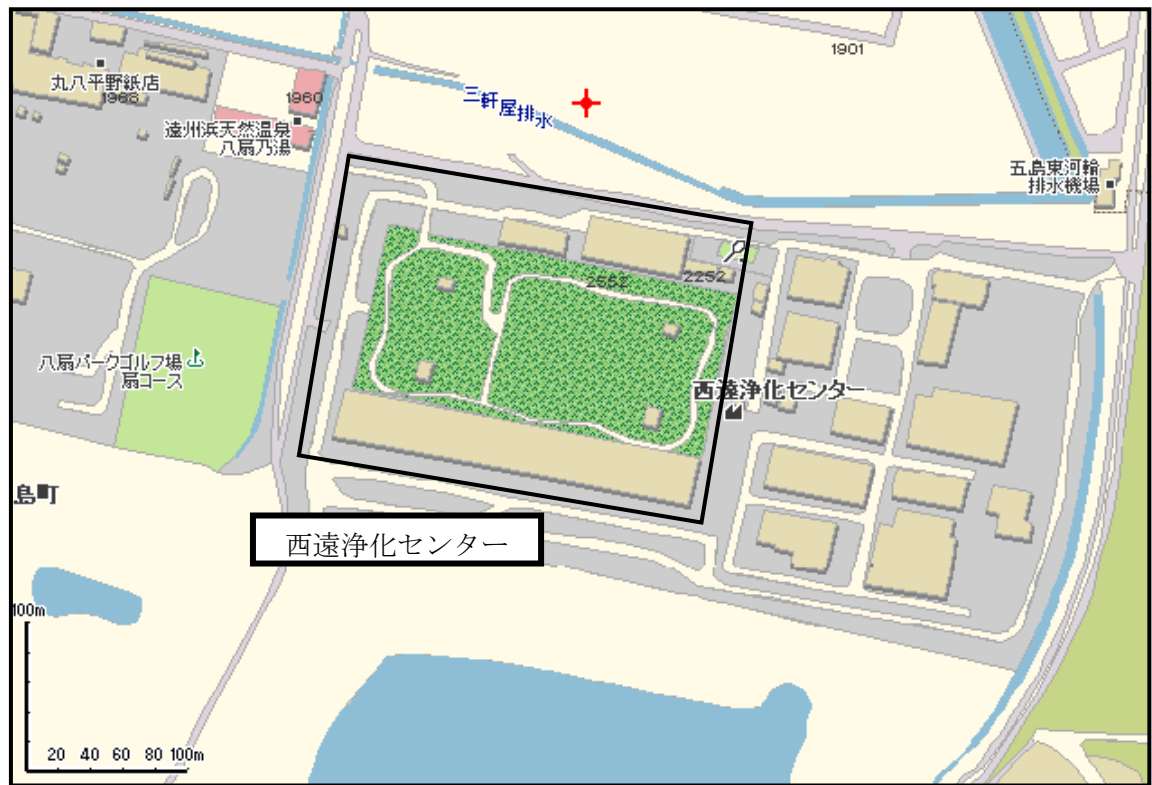 1901
丸八平野紙店
1968
1960
三軒屋排水
遠州浜天然温泉
八扇乃湯
五島東河輪
排水機場
2552
2252
八扇パークゴルフ場
扇コース
西遠浄化センター
島町
西遠浄化センター
100m
20 40 60 80 100m